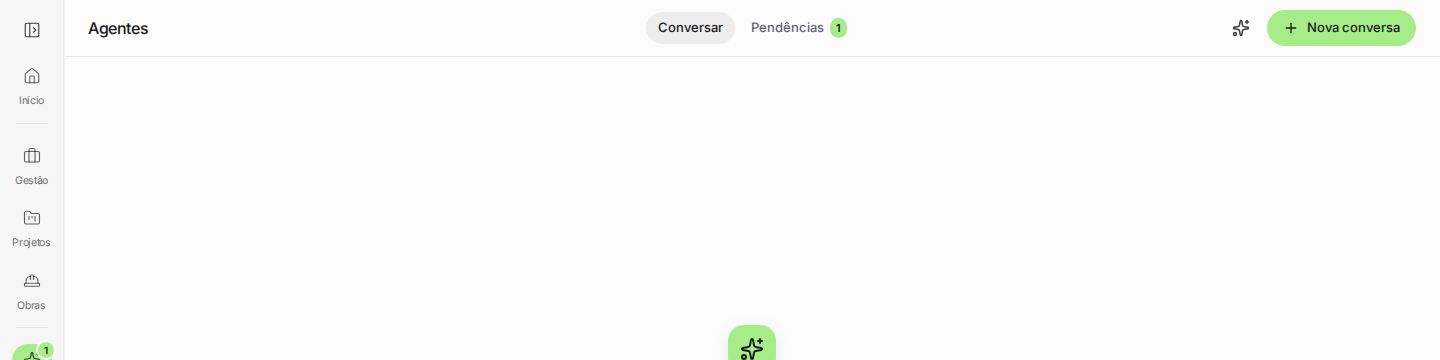 Agentes
Conversar
Pendências 1
Nova conversa
Início
Gestão
Projetos
Obras
1